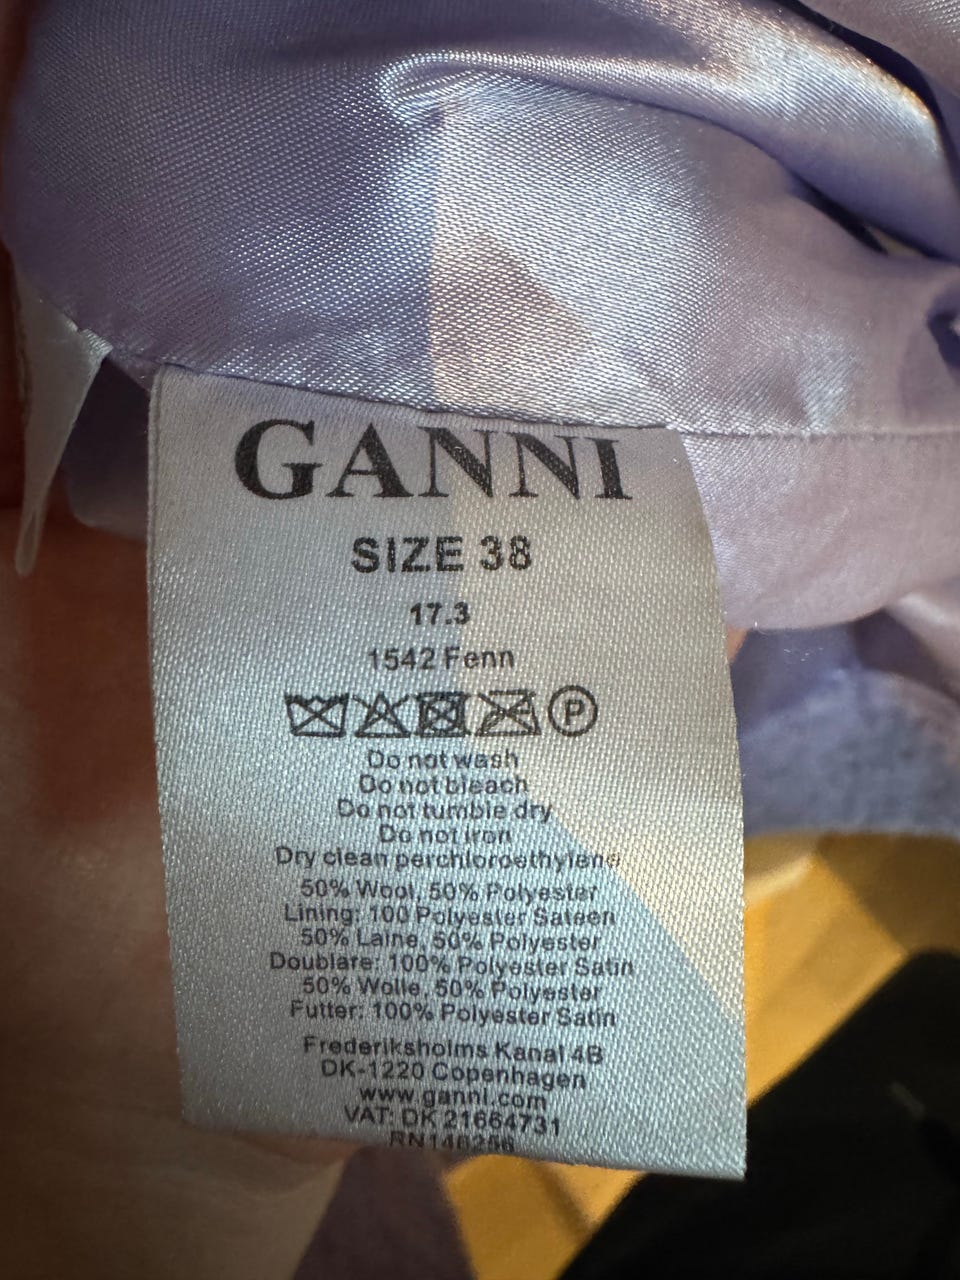 GANNI
SIZE 38
17.3
1542 Fenn
P
Do not wash
Do not bleach
Do not tumble dry
Do not iron
Dry clean perchloroethylene
50% Wool, 50% Polyester
Lining: 100 Polyester Sateen
50% Laine, 50% Polyester
Doublare: 100% Polyester Satin
50% Wolle, 50% Polyester
Futter: 100% Polyester Satin
Frederiksholms Kanal 4B
DK-1220 Copenhagen
www.ganni.com
VAT: DK 21664731